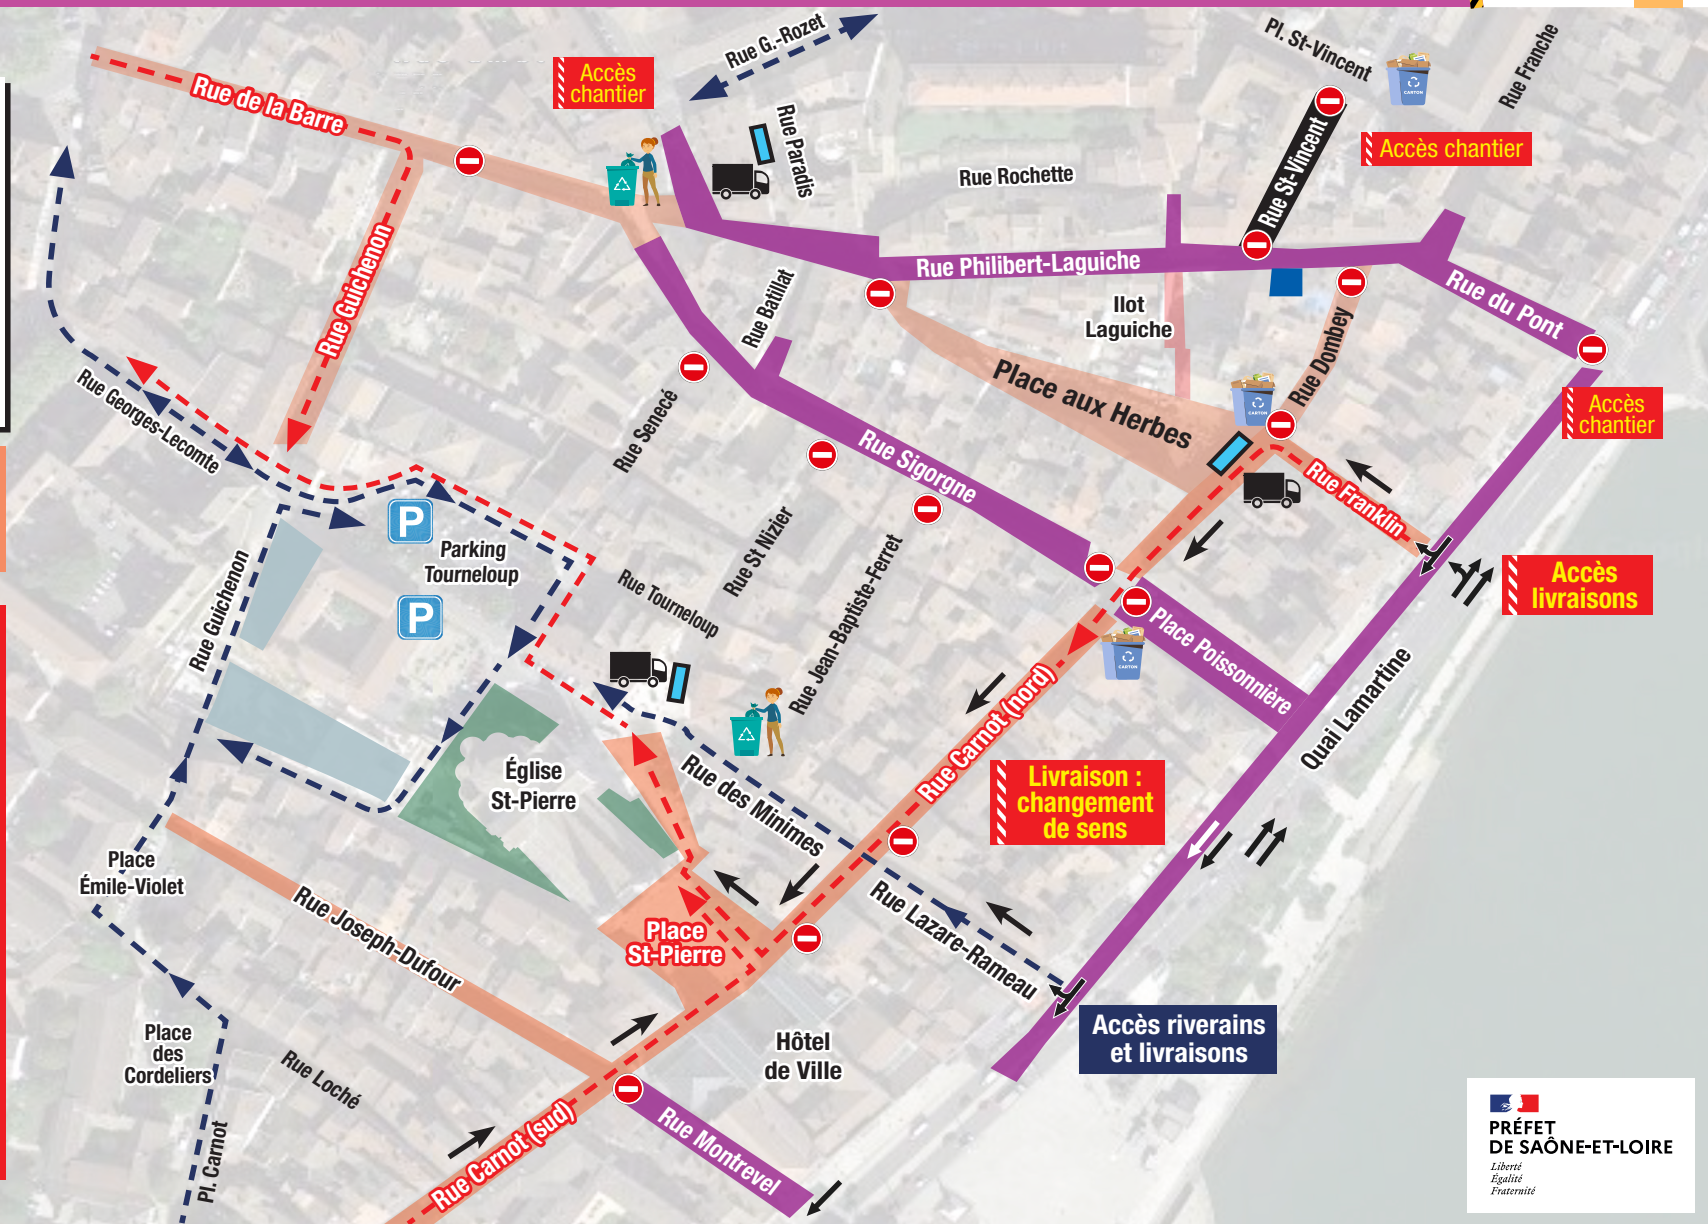 Rue G.-Rozet
Pl. St-Vincent
Rue Franche
Accès
chantier
Rue de la Barre
Rue Paradis
CARTON
Rue St-Vincent
Accès chantier
Rue Rochette
Rue Guichenon
Rue Philibert-Laguiche
Rue du Pont
Rue Batillat
Ilot
Laguiche
Rue Dombey
Rue Georges-Lecomte
Rue Senecé
Place aux Herbes
CARTON
Accès
chantier
Rue Sigorgne
Rue Franklin
P
Parking
Tourneloup
P
Rue St Nizier
Rue Jean-Baptiste-Ferret
Rue Tourneloup
Rue Guichenon
Accès
livraisons
Place Poissonnière
CARTON
Quai Lamartine
Rue Carnot (nord)
Église
St-Pierre
Rue des Minimes
Livraison :
changement
de sens
Place
Émile-Violet
Rue Joseph-Dufour
Place
St-Pierre
Rue Lazare-Rameau
Accès riverains
et livraisons
Hôtel
de Ville
Place
des
Cordeliers
Rue Loché
Pl. Carnot
Rue Carnot (sud)
Rue Montrevel
PRÉFET
DE SAÔNE-ET-LOIRE
Liberté
Égalité
Fraternité